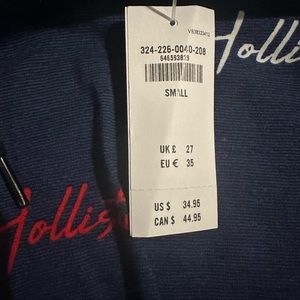 324-226-0040-208
SMALL
UK £ 27
EU € 35
US $ 34.95
CAN $ 44.95
Hollis